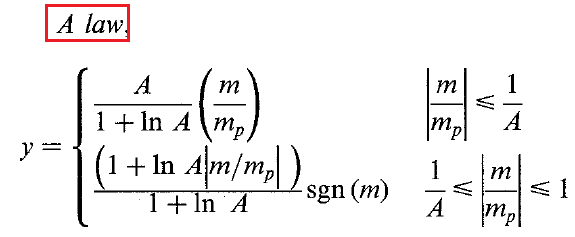 A law,
y = { A / (1 + ln A) (m / m_p) |m / m_p| ≤ 1 / A
(1 + ln A|m/m_p|) / (1 + ln A) sgn (m) 1 / A ≤ |m / m_p| ≤ 1